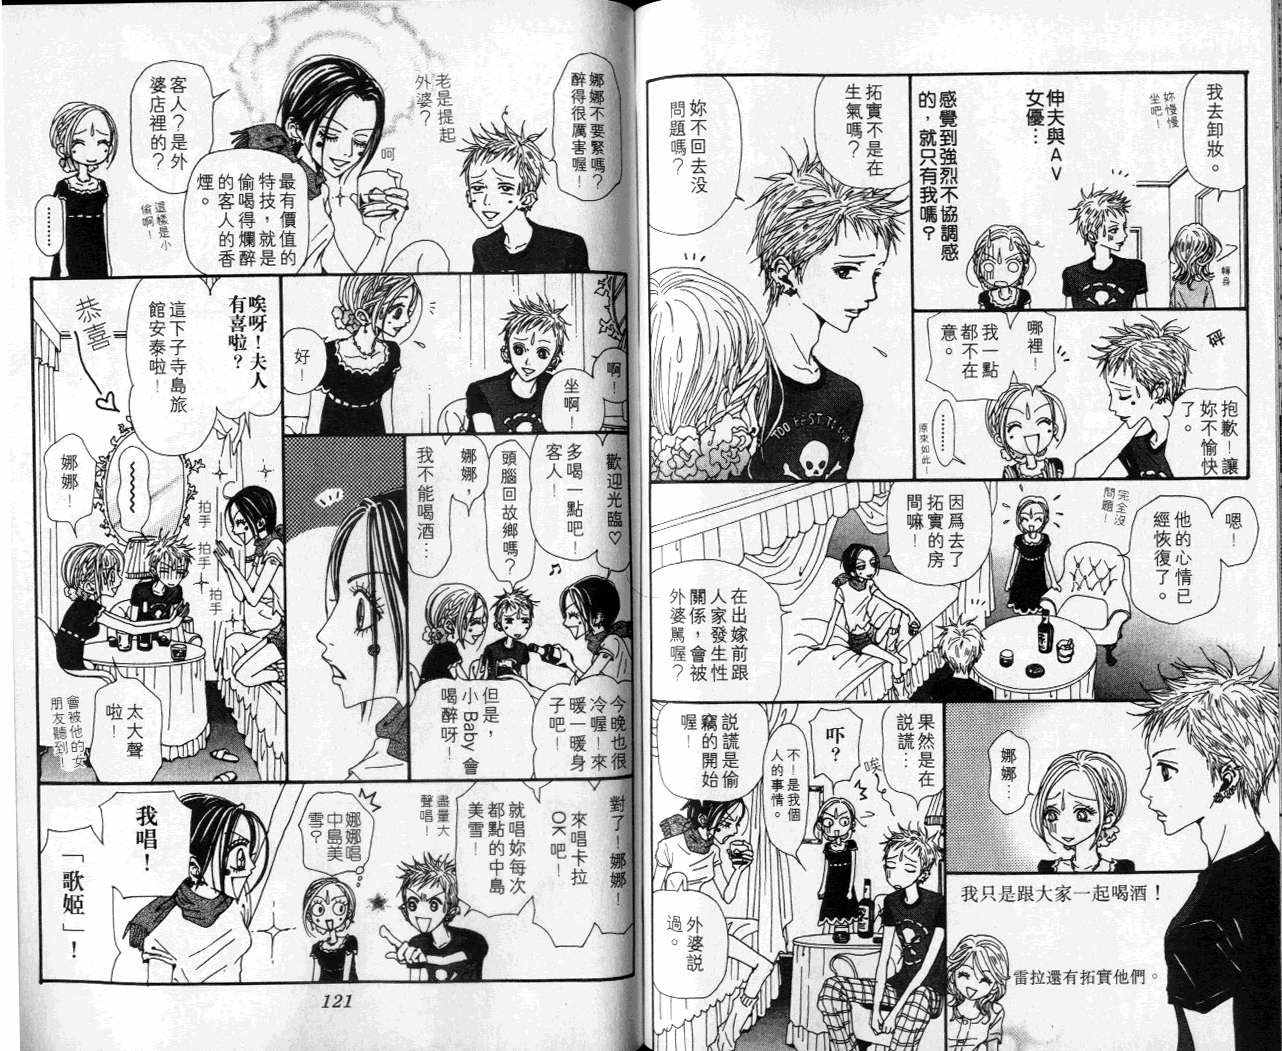 我去卸妝。
妳慢慢
坐吧!
轉身
伸夫與AV
女優…
感覺到強烈不協調感
的,就只有我嗎?
拓實不是在
生氣嗎?
妳不回去没
問題嗎?
砰
抱歉!讓
妳不愉快
了。
哪裡!
我一點
都不在
意。
………
原來如此!
TOO FAST TO LIVE
嗯!
他的心情已
經恢復了。
完全沒
問題!
因爲去了
拓實的房
間嘛!
在出嫁前跟
人家發生性
關係,會被
外婆罵喔?
娜娜…
我只是跟大家一起喝酒!
雷拉還有拓實他們。
果然是在
説謊…
唉
吓?
不!是我個
人的事情。
説謊是偷
竊的開始
喔!
外婆説
過。
娜娜不要緊嗎?
醉得很厲害喔!
老是提起
外婆?
呵
最有價值的
特技,就是
偷喝得爛醉
的客人的香
煙。
客人?是外
婆店裡的?
這樣是小
偷啊!
………
啊!
坐啊!
好!
歡迎光臨♡
多喝一點吧!
客人!
頭腦回故鄉嗎?
娜娜,
我不能喝酒…
今晚也很
冷喔!來
暖一暖身
子吧!
但是,
小Baby會
喝醉呀!
唉呀!夫人
有喜啦?
這下子寺島旅
館安泰啦!
恭喜
拍手
拍手
拍手
娜娜!
太大聲
啦!
會被他的女
朋友聽到!
對了!娜娜!
來唱卡拉
OK吧!
就唱妳每次
都點的中島
美雪!
盡量大
聲唱!
娜娜唱
中島美
雪?
我唱!
「歌姬」!
121